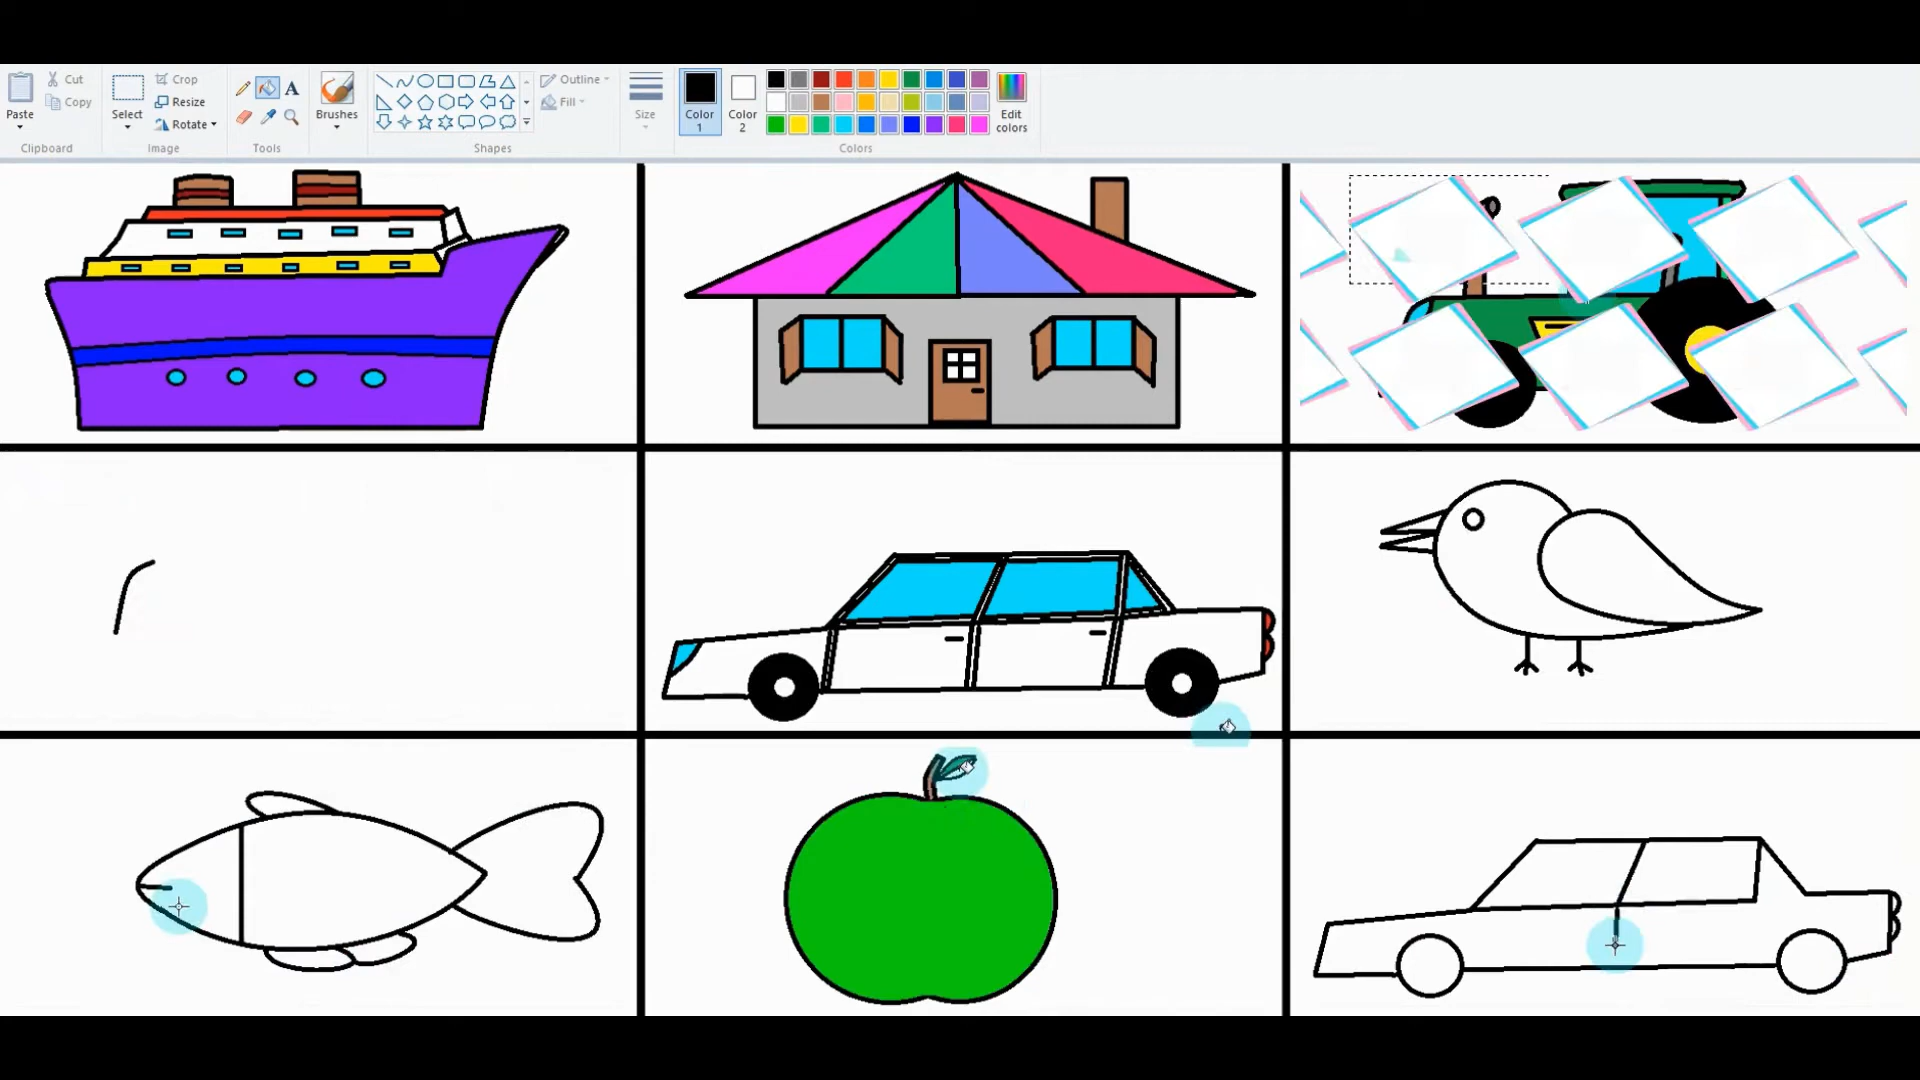 Paste
Cut
Copy
Clipboard
Select
Crop
Resize
Rotate
Image
A
Tools
Brushes
Outline
Fill
Shapes
Size
Color
1
Color
2
Edit
colors
Colors